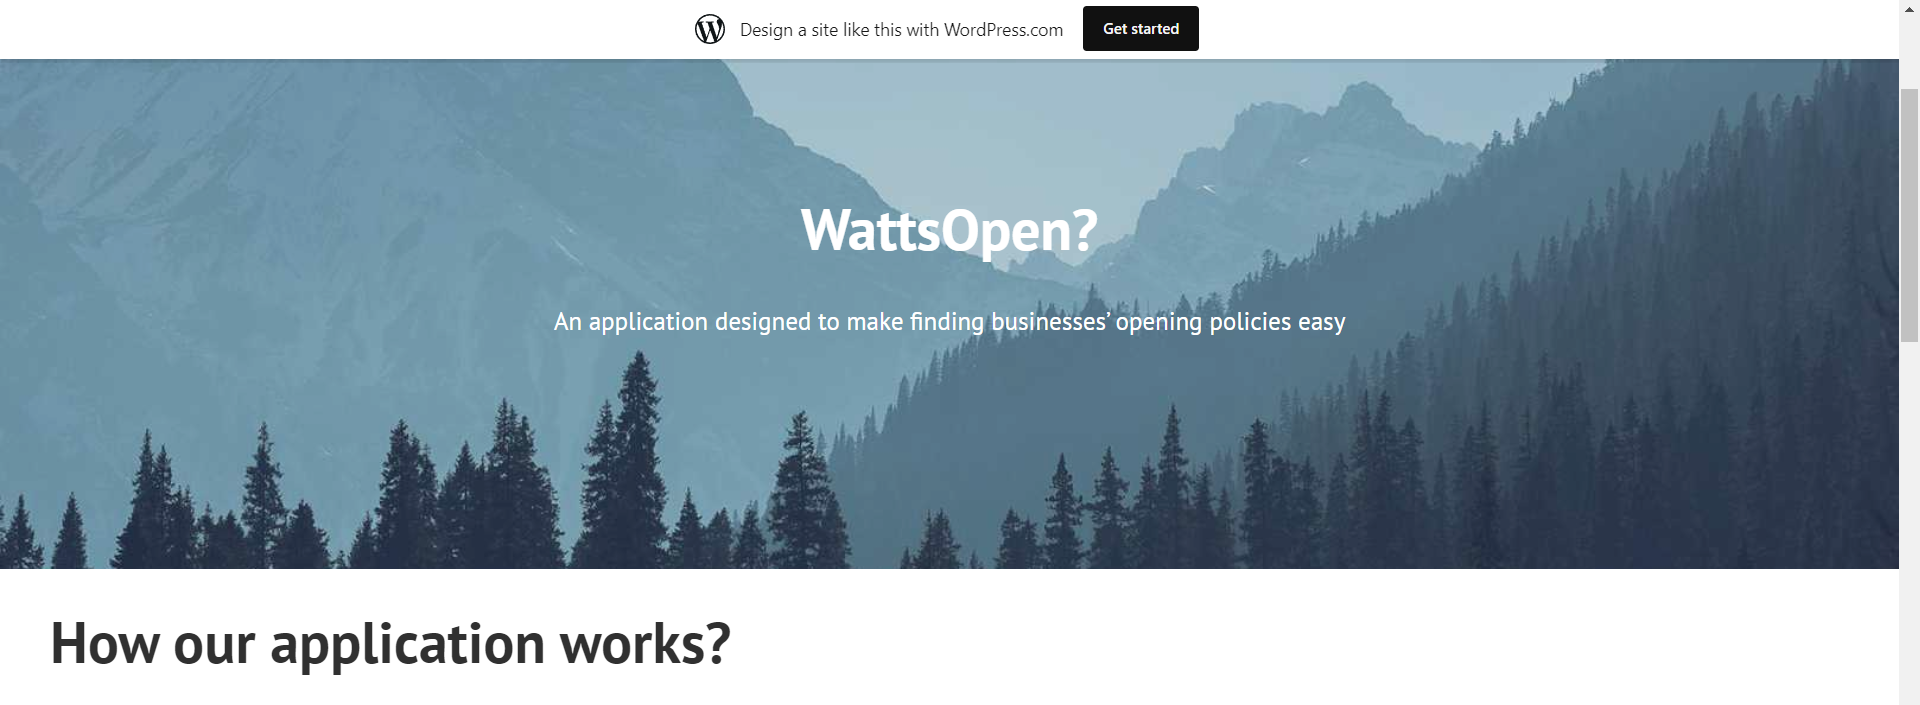 Design a site like this with WordPress.com
Get started
WattsOpen?
An application designed to make finding businesses’ opening policies easy
How our application works?